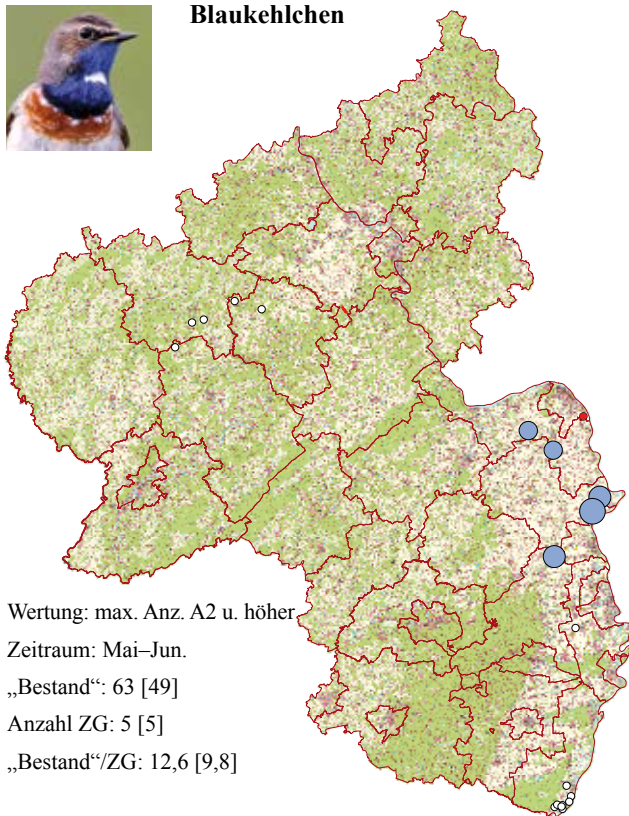 Blaukehlchen
Wertung: max. Anz. A2 u. höher
Zeitraum: Mai–Jun.
„Bestand“: 63 [49]
Anzahl ZG: 5 [5]
„Bestand“/ZG: 12,6 [9,8]